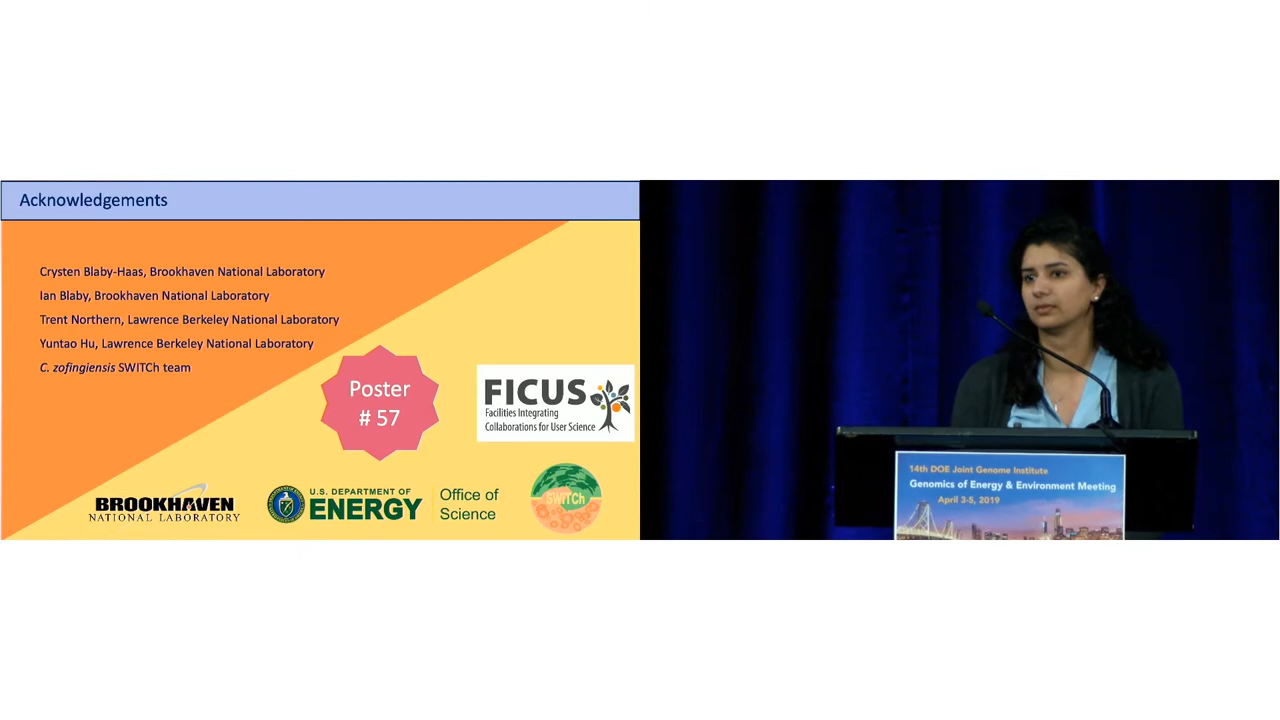 Acknowledgements
Crysten Blaby-Haas, Brookhaven National Laboratory
Ian Blaby, Brookhaven National Laboratory
Trent Northern, Lawrence Berkeley National Laboratory
Yuntao Hu, Lawrence Berkeley National Laboratory
C. zofingiensis SWITCh team
Poster
# 57
FICUS
Facilities Integrating
Collaborations for User Science
BROOKHAVEN
NATIONAL LABORATORY
U.S. DEPARTMENT OF
ENERGY
Office of
Science
SWITCh
14th DOE Joint Genome Institute
Genomics of Energy & Environment Meeting
April 3-5, 2019